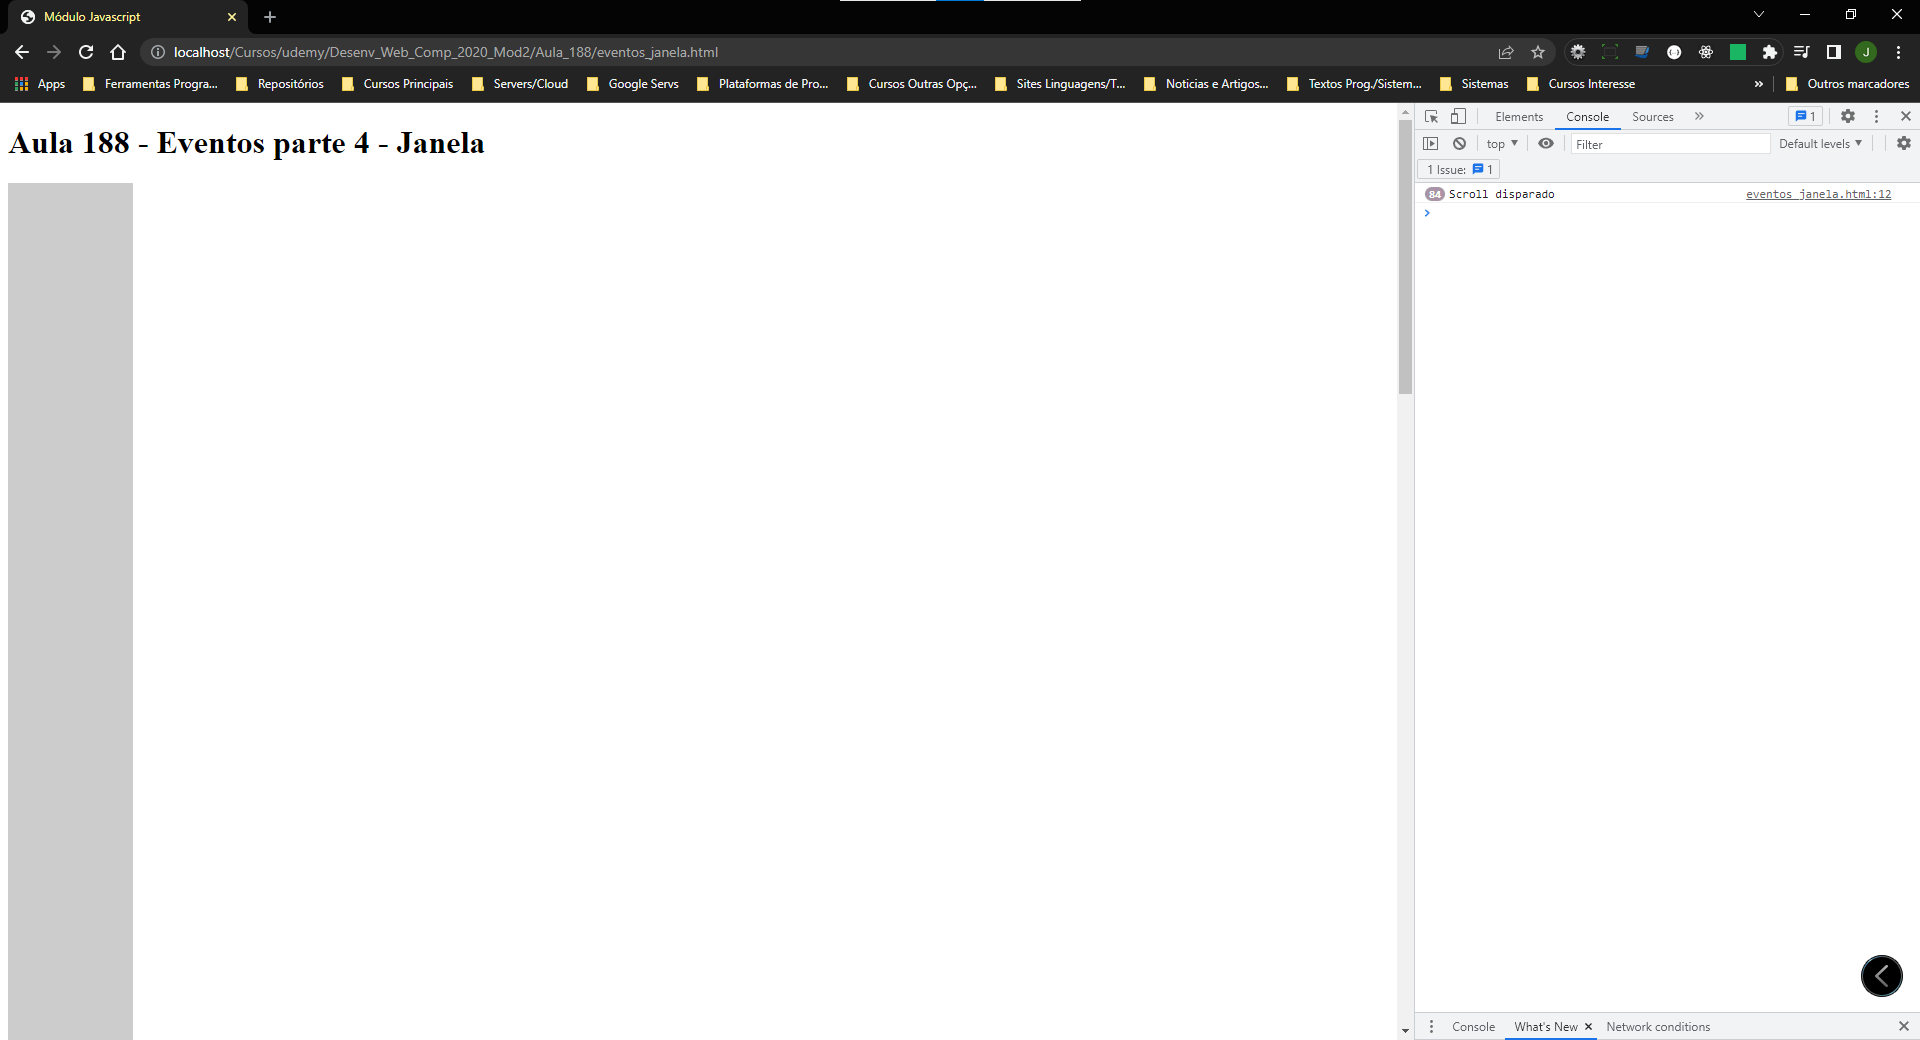 Módulo Javascript
localhost/Cursos/udemy/Desenv_Web_Comp_2020_Mod2/Aula_188/eventos_janela.html
J
Apps
Ferramentas Progra...
Repositórios
Cursos Principais
Servers/Cloud
Google Servs
Plataformas de Pro...
Cursos Outras Opç...
Sites Linguagens/T...
Noticias e Artigos...
Textos Prog./Sistem...
Sistemas
Cursos Interesse
»
Outros marcadores
Aula 188 - Eventos parte 4 - Janela
Elements
Console
Sources
»
1
top
Filter
Default levels
1 Issue: 1
84 Scroll disparado
eventos_janela.html:12
Console
What's New
Network conditions